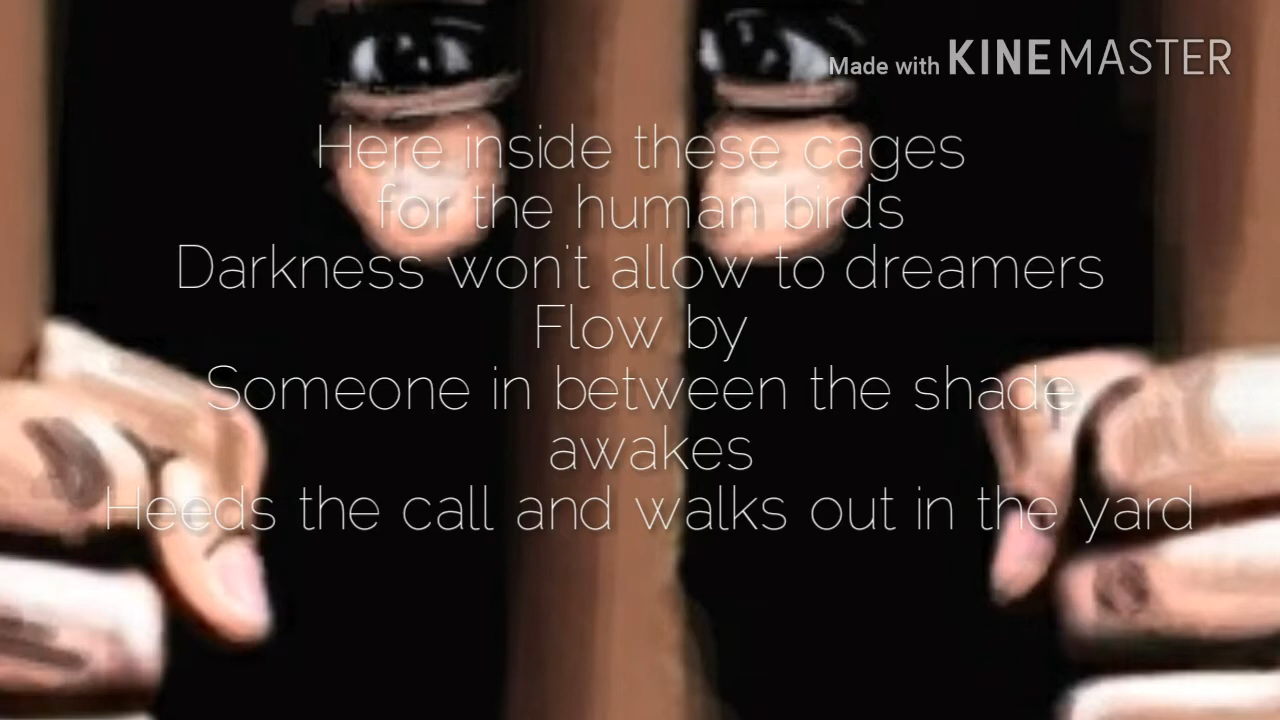 Made with KINEMASTER
Here inside these cages
for the human birds
Darkness won't allow to dreamers
Flow by
Someone in between the shade
awakes
Heeds the call and walks out in the yard